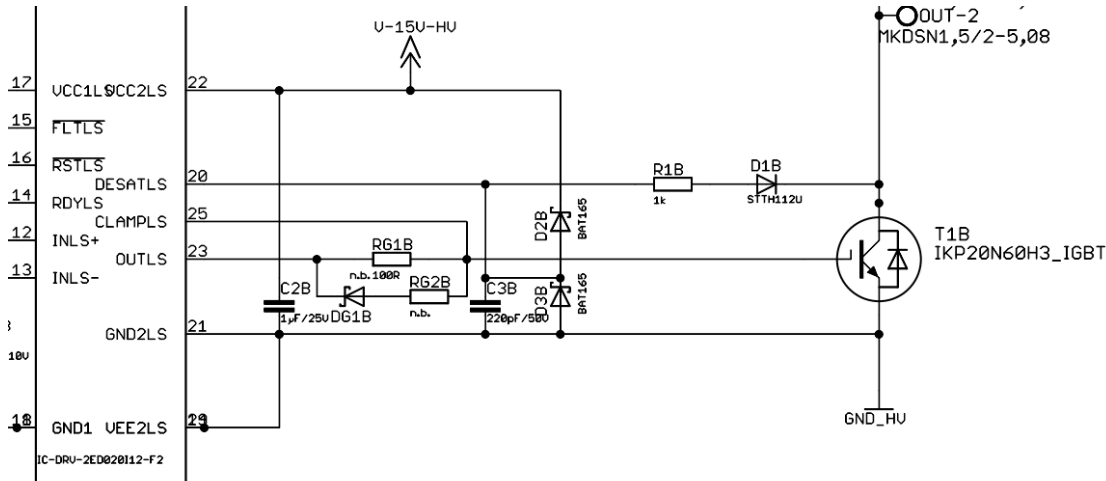 OUT-2
MKDSN1,5/2-5,08
V-15V-HV
17 VCC1LS VCC2LS 22
15 FLTLS
16 RSTLS
DESATLS 20
R1B
1k
D1B
STTH112U
14 RDYLS
CLAMPLS 25
D2B
BAT165
12 INLS+
OUTLS 23
RG1B
n.b. 100R
T1B
IKP20N60H3_IGBT
13 INLS-
C2B
1µF/25V
DG1B
RG2B
n.b.
C3B
220pF/50V
D3B
BAT165
GND2LS 21
10V
18 GND1 VEE2LS
GND_HV
IC-DRV-2ED020I12-F2